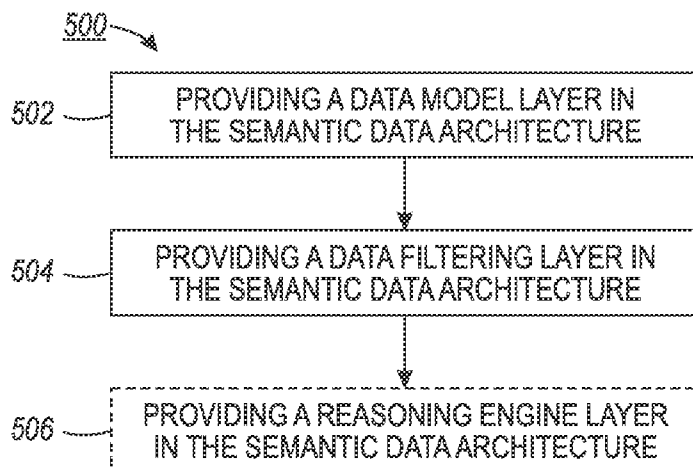 500
502
PROVIDING A DATA MODEL LAYER IN
THE SEMANTIC DATA ARCHITECTURE
504
PROVIDING A DATA FILTERING LAYER IN
THE SEMANTIC DATA ARCHITECTURE
506
PROVIDING A REASONING ENGINE LAYER
IN THE SEMANTIC DATA ARCHITECTURE